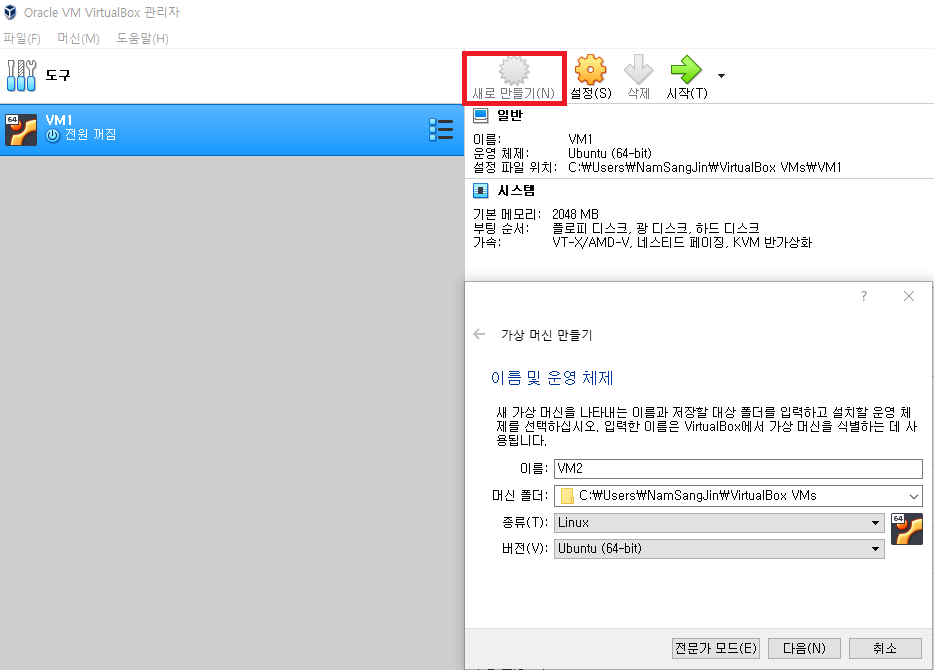 Oracle VM VirtualBox 관리자
파일(F) 머신(M) 도움말(H)
도구
새로 만들기(N) 설정(S) 삭제 시작(T)
64 VM1
전원 꺼짐
일반
이름: VM1
운영 체제: Ubuntu (64-bit)
설정 파일 위치: C:₩Users₩NamSangJin₩VirtualBox VMs₩VM1
시스템
기본 메모리: 2048 MB
부팅 순서: 플로피 디스크, 광 디스크, 하드 디스크
가속: VT-X/AMD-V, 네스티드 페이징, KVM 반가상화
?
가상 머신 만들기
이름 및 운영 체제
새 가상 머신을 나타내는 이름과 저장할 대상 폴더를 입력하고 설치할 운영 체
제를 선택하십시오. 입력한 이름은 VirtualBox에서 가상 머신을 식별하는 데 사
용됩니다.
이름: VM2
머신 폴더: C:₩Users₩NamSangJin₩VirtualBox VMs
종류(T): Linux 64
버전(V): Ubuntu (64-bit)
전문가 모드(E) 다음(N) 취소